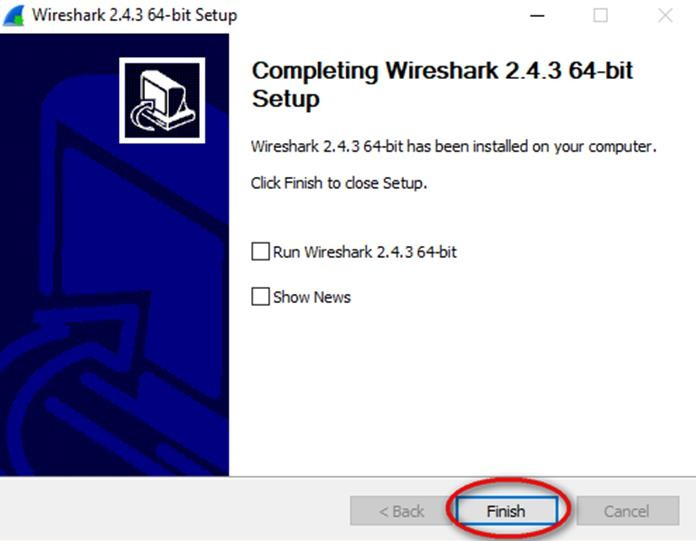 Wireshark 2.4.3 64-bit Setup
Completing Wireshark 2.4.3 64-bit
Setup
Wireshark 2.4.3 64-bit has been installed on your computer.
Click Finish to close Setup.
Run Wireshark 2.4.3 64-bit
Show News
< Back
Finish
Cancel